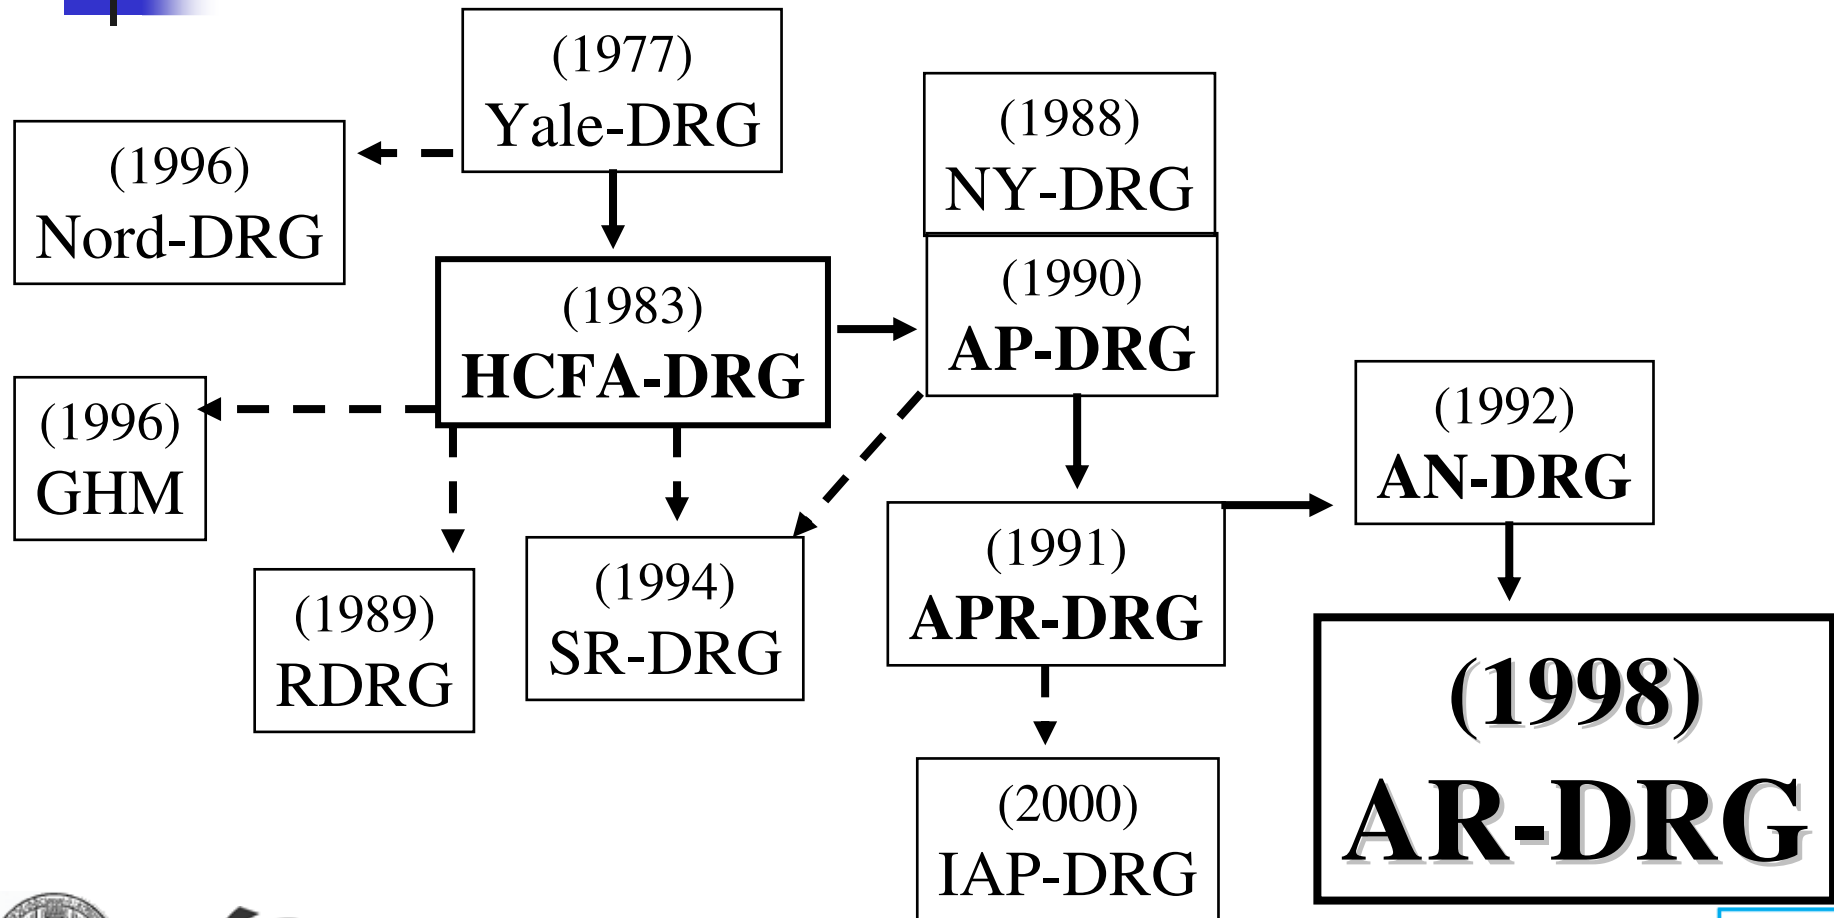 (1977)
Yale-DRG
(1988)
NY-DRG
(1996)
Nord-DRG
(1983)
HCFA-DRG
(1990)
AP-DRG
(1996)
GHM
(1992)
AN-DRG
(1989)
RDRG
(1994)
SR-DRG
(1991)
APR-DRG
(1998)
AR-DRG
(2000)
IAP-DRG